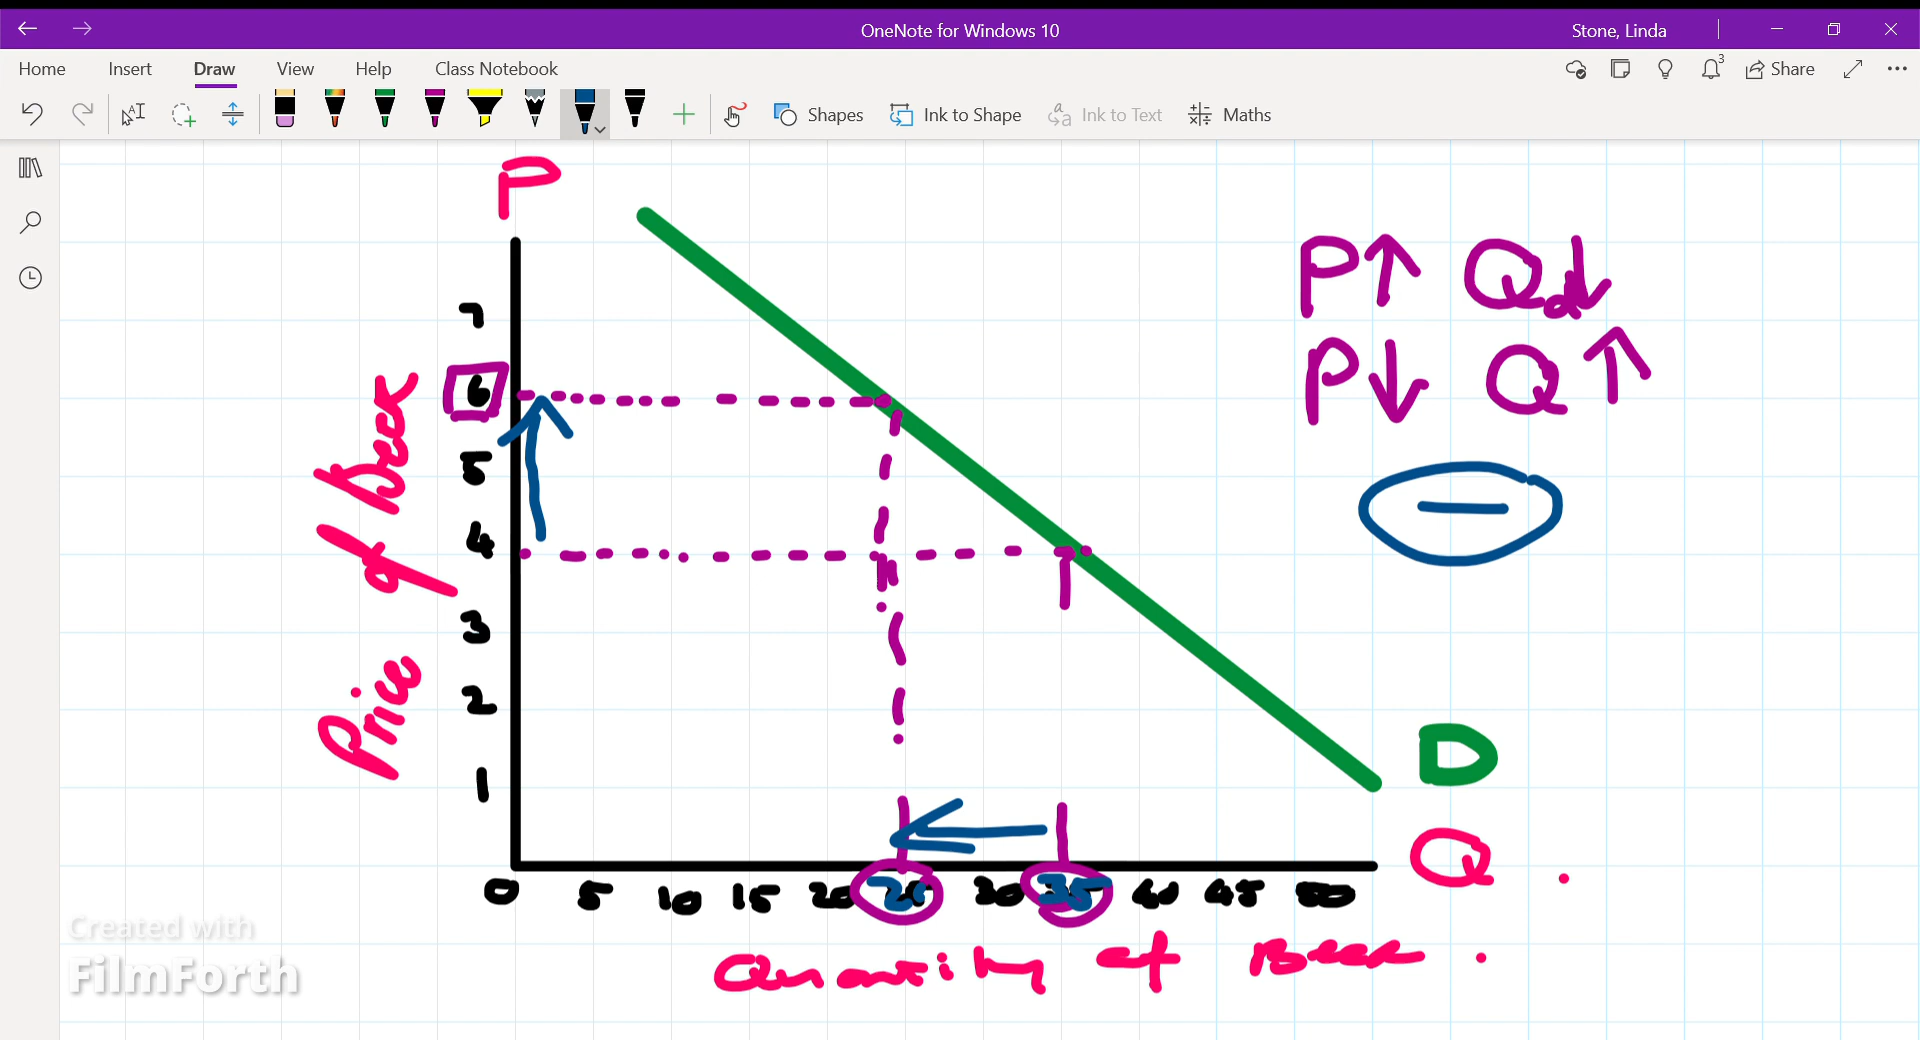 OneNote for Windows 10
Stone, Linda
Home Insert Draw View Help Class Notebook
3 Share
Shapes Ink to Shape Ink to Text Maths
P
7
6
5
4
3
2
1
Price of Beer
P↑ Qd↓
P↓ Q↑
−
D
Q
0 5 10 15 20 25 30 35 40 45 50
Quantity of Beer
Created with
FilmForth